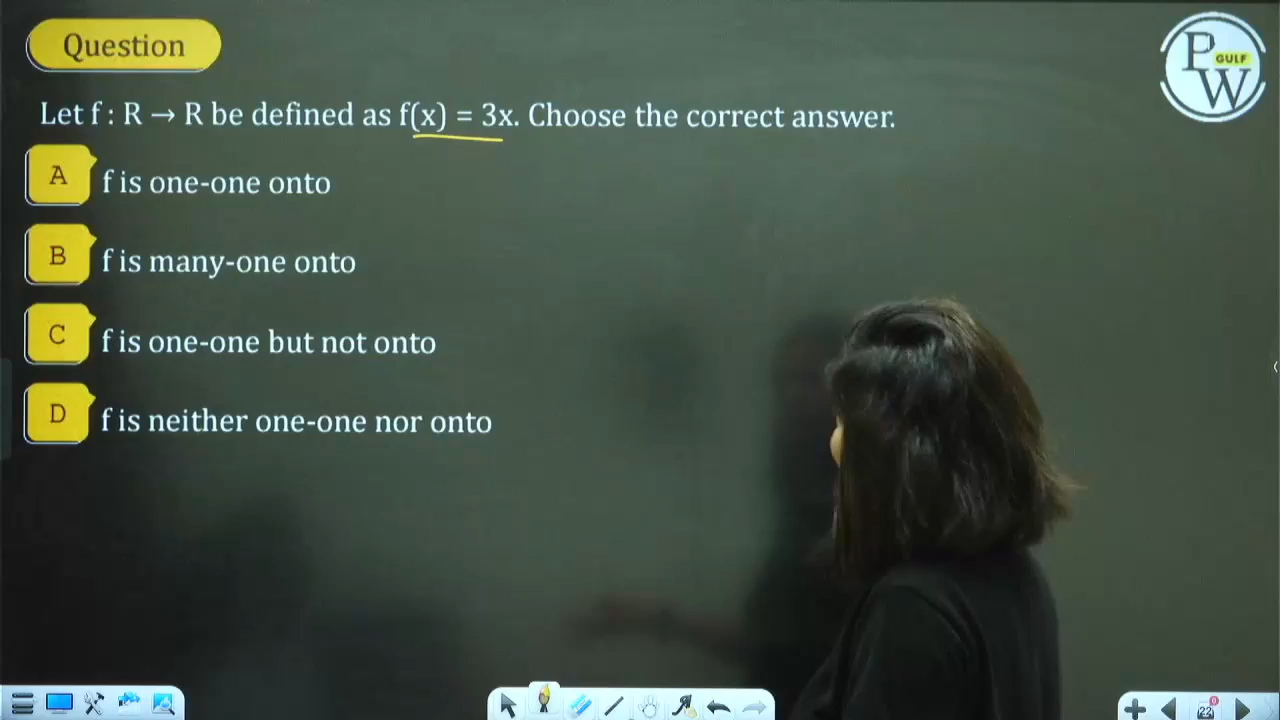 Question
P
GULF
W
Let f : R → R be defined as f(x) = 3x. Choose the correct answer.
A f is one-one onto
B f is many-one onto
C f is one-one but not onto
D f is neither one-one nor onto
22